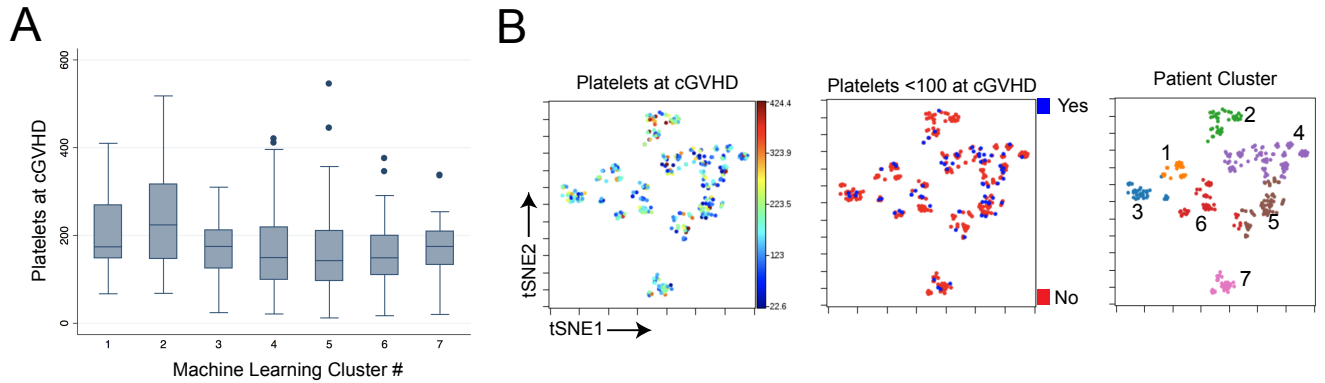 A
Platelets at cGVHD
600
400
200
0
1 2 3 4 5 6 7
Machine Learning Cluster #
B
Platelets at cGVHD
424.4
323.9
223.5
123
22.6
tSNE2
tSNE1
Platelets <100 at cGVHD
Yes
No
Patient Cluster
2
4
1
3
6
5
7